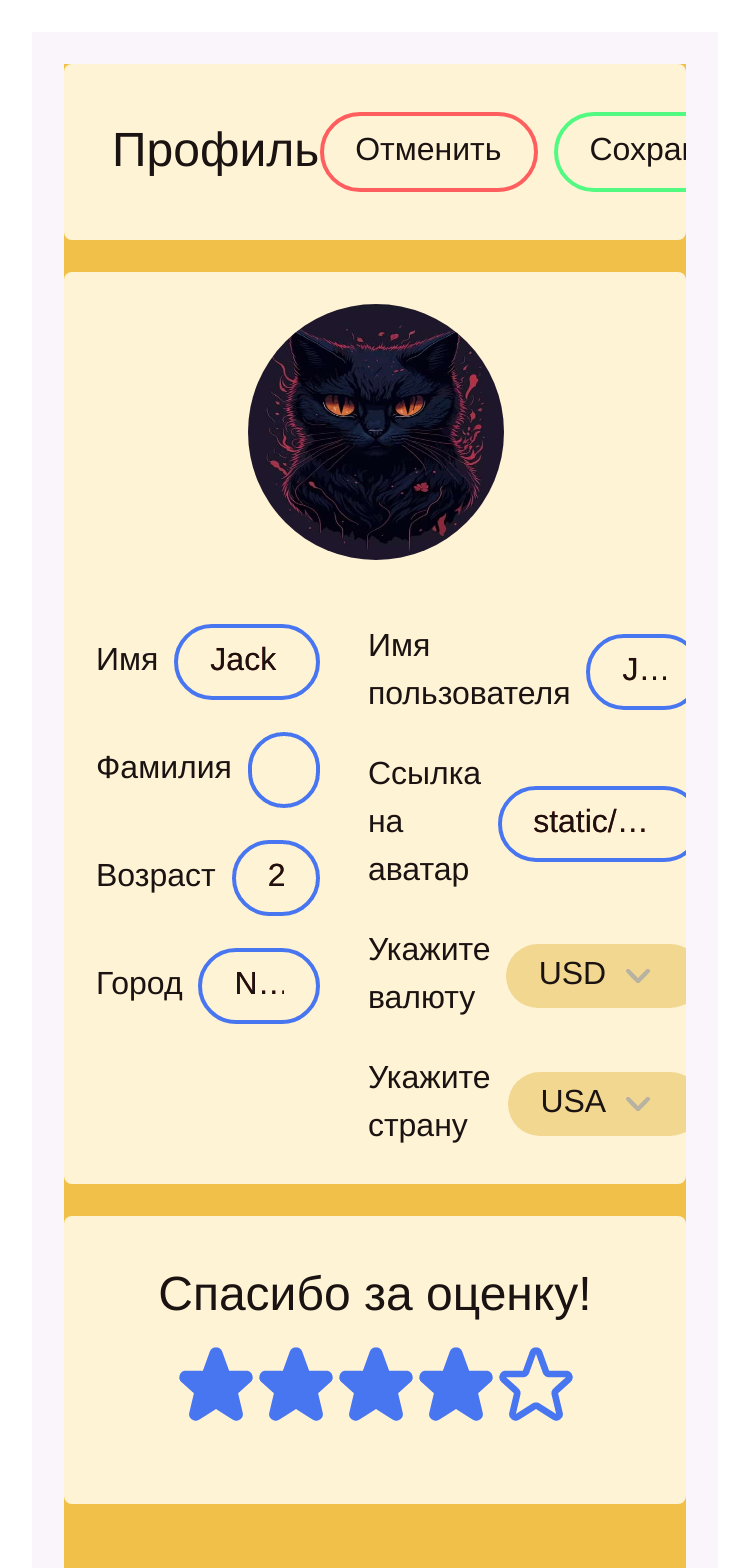 Профиль Отменить Сохра
Имя Jack
Фамилия
Возраст 2
Город N...
Имя
пользователя J...
Ссылка
на static/...
аватар
Укажите
валюту USD
Укажите
страну USA
Спасибо за оценку!